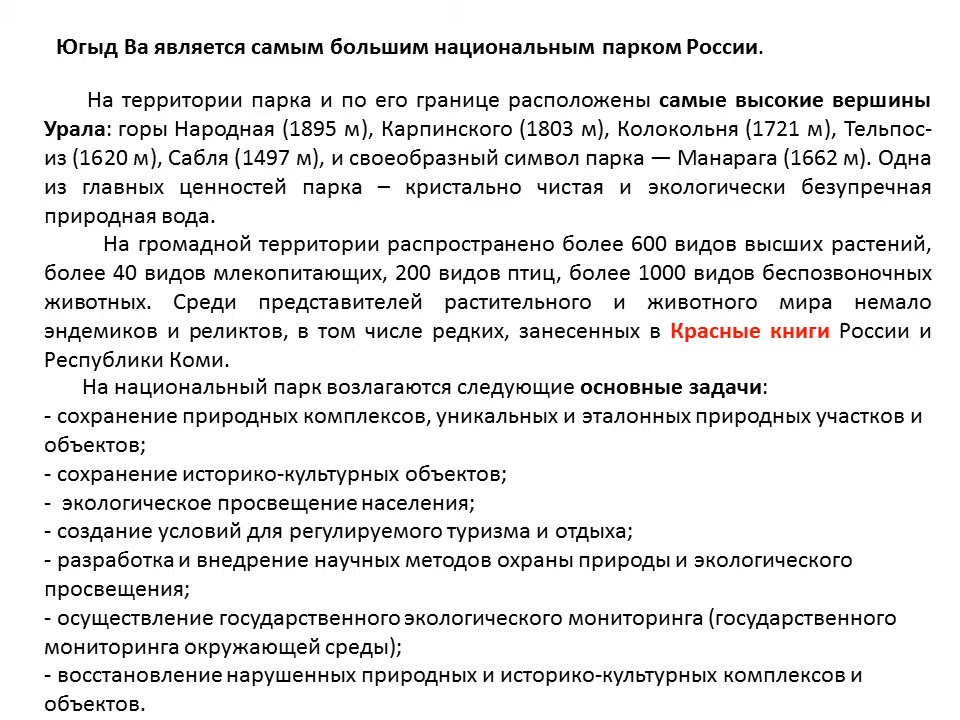 Югыд Ва является самым большим национальным парком России.
На территории парка и по его границе расположены самые высокие вершины
Урала: горы Народная (1895 м), Карпинского (1803 м), Колокольня (1721 м), Тельпос-
из (1620 м), Сабля (1497 м), и своеобразный символ парка — Манарага (1662 м). Одна
из главных ценностей парка – кристально чистая и экологически безупречная
природная вода.
На громадной территории распространено более 600 видов высших растений,
более 40 видов млекопитающих, 200 видов птиц, более 1000 видов беспозвоночных
животных. Среди представителей растительного и животного мира немало
эндемиков и реликтов, в том числе редких, занесенных в Красные книги России и
Республики Коми.
На национальный парк возлагаются следующие основные задачи:
- сохранение природных комплексов, уникальных и эталонных природных участков и
объектов;
- сохранение историко-культурных объектов;
- экологическое просвещение населения;
- создание условий для регулируемого туризма и отдыха;
- разработка и внедрение научных методов охраны природы и экологического
просвещения;
- осуществление государственного экологического мониторинга (государственного
мониторинга окружающей среды);
- восстановление нарушенных природных и историко-культурных комплексов и
объектов.